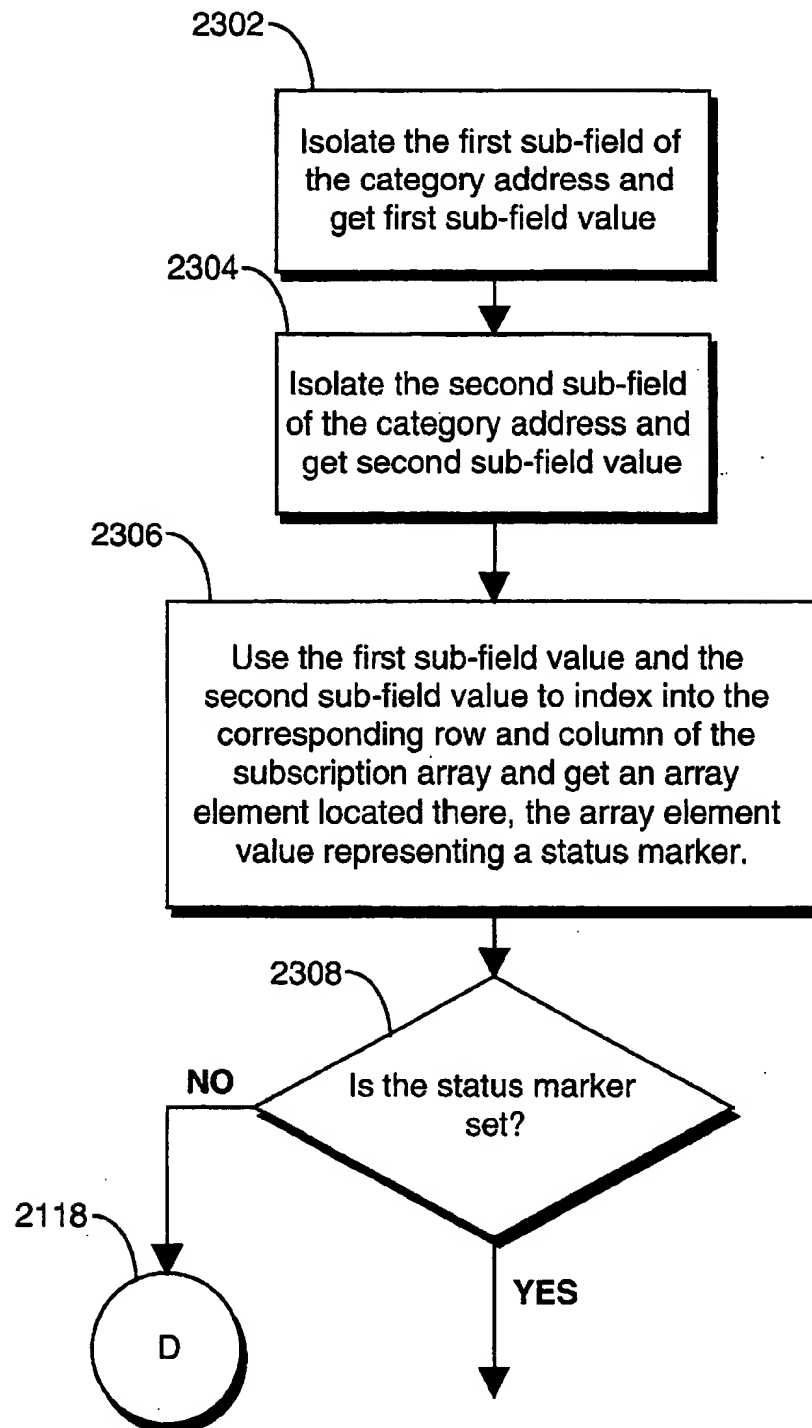 2302
Isolate the first sub-field of
the category address and
get first sub-field value
2304
Isolate the second sub-field
of the category address and
get second sub-field value
2306
Use the first sub-field value and the
second sub-field value to index into the
corresponding row and column of the
subscription array and get an array
element located there, the array element
value representing a status marker.
2308
Is the status marker
set?
NO
2118
D
YES